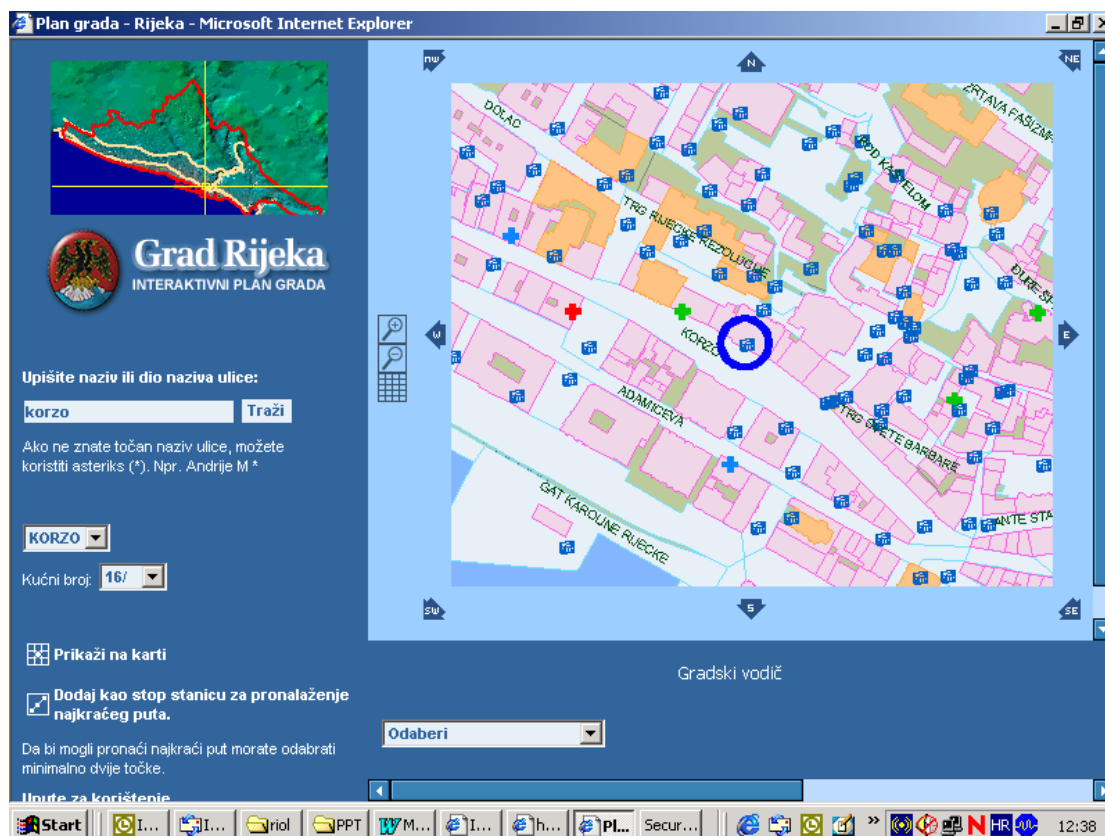 Plan grada - Rijeka - Microsoft Internet Explorer
nw
N
NE
W
E
SW
S
SE
Grad Rijeka
INTERAKTIVNI PLAN GRADA
Upišite naziv ili dio naziva ulice:
korzo
Traži
Ako ne znate točan naziv ulice, možete
koristiti asteriks (*). Npr. Andrije M *
KORZO
Kućni broj: 16/
Prikaži na karti
Dodaj kao stop stanicu za pronalaženje
najkraćeg puta.
Da bi mogli pronaći najkraći put morate odabrati
minimalno dvije točke.
Upute za korištenje
DOLAC
ŽRTAVA FAŠIZMA
POD KAŠTELOM
TRG RIJEČKE REZOLUCIJE
ĐURE ŠP
KORZO
ADAMIĆEVA
TRG SVETE BARBARE
GAT KAROLINE RIJEČKE
ANTE STA
Gradski vodič
Odaberi
Start
I...
I...
riol
PPT
M...
I...
h...
Pl...
Secur...
»
N
HR
12:38